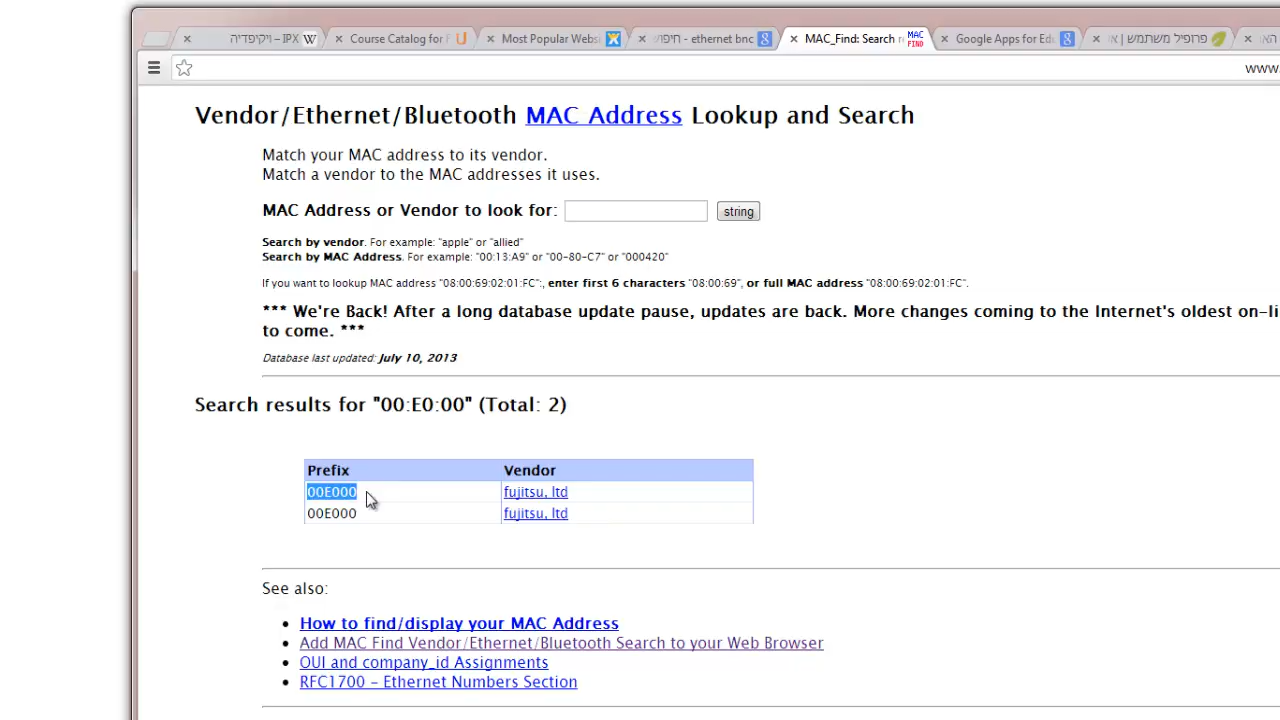 ויקיפדיה – IPX
Course Catalog for
Most Popular Webs
ethernet bnc - חיפוש
MAC_Find: Search r
MAC FIND
Google Apps for Edu
פרופיל משתמש | או
www.
Vendor/Ethernet/Bluetooth MAC Address Lookup and Search
Match your MAC address to its vendor.
Match a vendor to the MAC addresses it uses.
MAC Address or Vendor to look for: string
Search by vendor. For example: "apple" or "allied"
Search by MAC Address. For example: "00:13:A9" or "00-80-C7" or "000420"
If you want to lookup MAC address "08:00:69:02:01:FC":, enter first 6 characters "08:00:69", or full MAC address "08:00:69:02:01:FC".
*** We're Back! After a long database update pause, updates are back. More changes coming to the Internet's oldest on-li
to come. ***
Database last updated: July 10, 2013
Search results for "00:E0:00" (Total: 2)
Prefix Vendor
00E000 fujitsu, ltd
00E000 fujitsu, ltd
See also:
How to find/display your MAC Address
Add MAC Find Vendor/Ethernet/Bluetooth Search to your Web Browser
OUI and company_id Assignments
RFC1700 – Ethernet Numbers Section